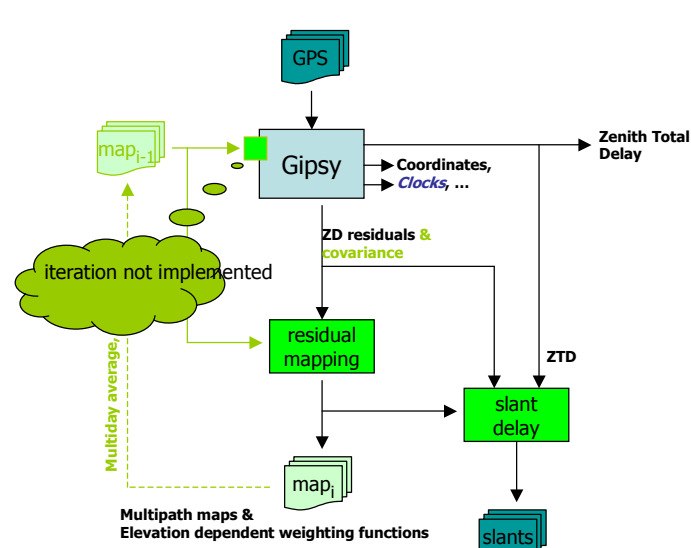 GPS
Zenith Total
Delay
map i-1
Gipsy
Coordinates,
Clocks, ...
ZD residuals &
covariance
iteration not implemented
residual
mapping
ZTD
Multiday average,
slant
delay
map i
Multipath maps &
Elevation dependent weighting functions
slants